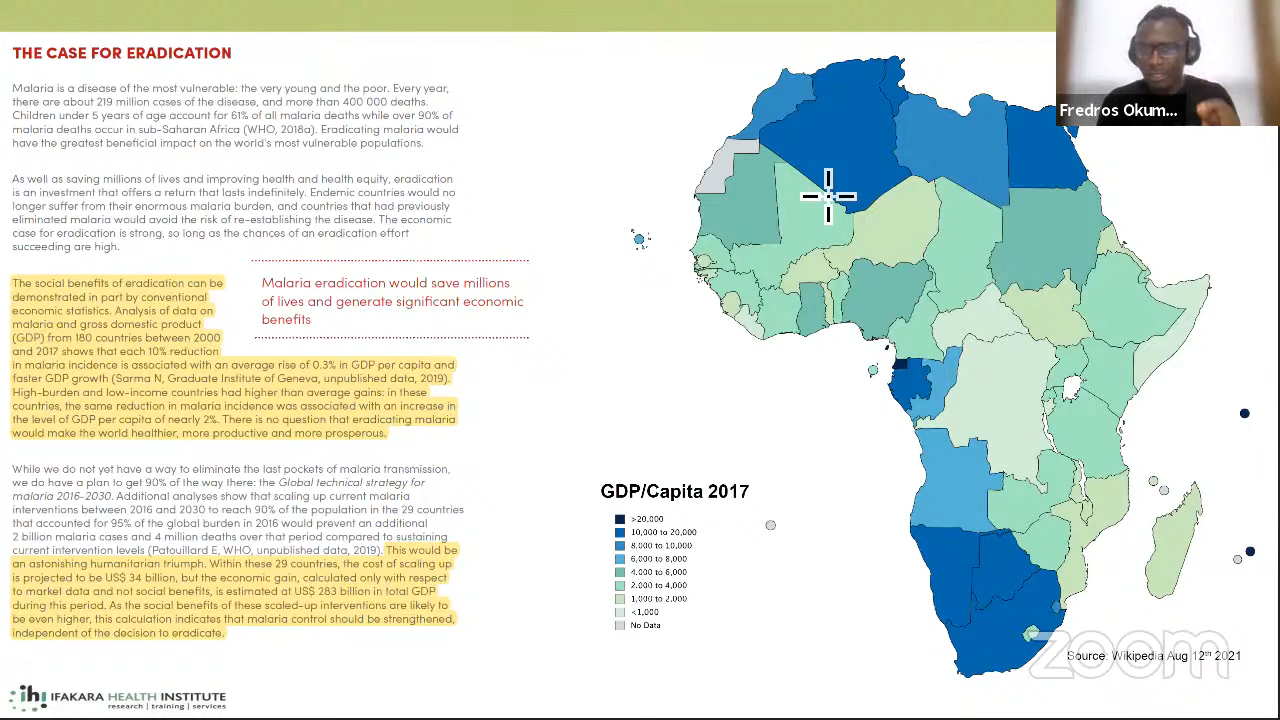 THE CASE FOR ERADICATION
Malaria is a disease of the most vulnerable: the very young and the poor. Every year,
there are about 219 million cases of the disease, and more than 400 000 deaths.
Children under 5 years of age account for 61% of all malaria deaths while over 90% of
malaria deaths occur in sub-Saharan Africa (WHO, 2018a). Eradicating malaria would
have the greatest beneficial impact on the world's most vulnerable populations.
As well as saving millions of lives and improving health and health equity, eradication
is an investment that offers a return that lasts indefinitely. Endemic countries would no
longer suffer from their enormous malaria burden, and countries that had previously
eliminated malaria would avoid the risk of re-establishing the disease. The economic
case for eradication is strong, so long as the chances of an eradication effort
succeeding are high.
The social benefits of eradication can be
demonstrated in part by conventional
economic statistics. Analysis of data on
malaria and gross domestic product
(GDP) from 180 countries between 2000
and 2017 shows that each 10% reduction
in malaria incidence is associated with an average rise of 0.3% in GDP per capita and
faster GDP growth (Sarma N, Graduate Institute of Geneva, unpublished data, 2019).
High-burden and low-income countries had higher than average gains: in these
countries, the same reduction in malaria incidence was associated with an increase in
the level of GDP per capita of nearly 2%. There is no question that eradicating malaria
would make the world healthier, more productive and more prosperous.
Malaria eradication would save millions
of lives and generate significant economic
benefits
While we do not yet have a way to eliminate the last pockets of malaria transmission,
we do have a plan to get 90% of the way there: the Global technical strategy for
malaria 2016–2030. Additional analyses show that scaling up current malaria
interventions between 2016 and 2030 to reach 90% of the population in the 29 countries
that accounted for 95% of the global burden in 2016 would prevent an additional
2 billion malaria cases and 4 million deaths over that period compared to sustaining
current intervention levels (Patouillard E, WHO, unpublished data, 2019). This would be
an astonishing humanitarian triumph. Within these 29 countries, the cost of scaling up
is projected to be US$ 34 billion, but the economic gain, calculated only with respect
to market data and not social benefits, is estimated at US$ 283 billion in total GDP
during this period. As the social benefits of these scaled-up interventions are likely to
be even higher, this calculation indicates that malaria control should be strengthened,
independent of the decision to eradicate.
ihi IFAKARA HEALTH INSTITUTE
research | training | services
GDP/Capita 2017
>20,000
10,000 to 20,000
8,000 to 10,000
6,000 to 8,000
4,000 to 6,000
2,000 to 4,000
1,000 to 2,000
<1,000
No Data
Fredros Okum...
zoom
Source: Wikipedia Aug 12th 2021